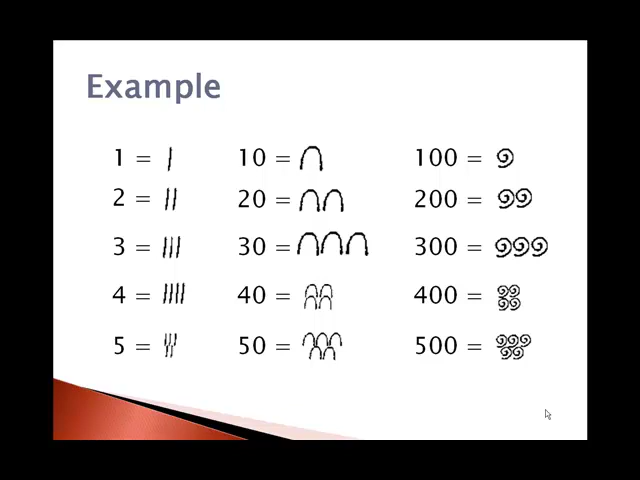 Example
1 = 𓏺 10 = 𓎆 100 = 𓍢
2 = 𓏻 20 = 𓎇 200 = 𓍣
3 = 𓏼 30 = 𓎈 300 = 𓍤
4 = 𓏽 40 = 𓎉 400 = 𓍥
5 = 𓏾 50 = 𓎊 500 = 𓍦